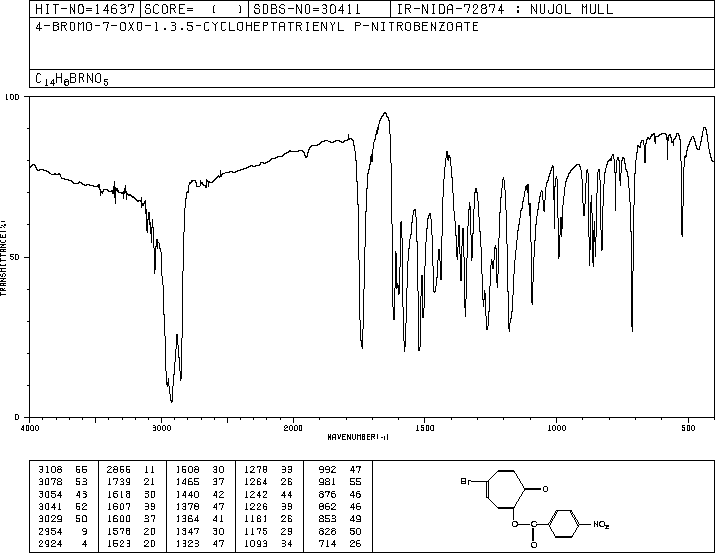 HIT-NO=14637 SCORE= ( ) SDBS-NO=30411 IR-NIDA-72874 : NUJOL MULL
4-BROMO-7-OXO-1,3,5-CYCLOHEPTATRIENYL P-NITROBENZOATE
C14H8BRNO5
100
50
0
TRANSMITTANCE(%)
4000 3000 2000 1500 1000 500
WAVENUMBER(-1)
3108 66 2866 11 1608 30 1278 33 992 47
3078 53 1739 21 1465 37 1264 26 981 55
3054 43 1618 30 1440 42 1242 44 876 46
3041 52 1607 39 1378 47 1226 39 862 46
3029 50 1600 37 1364 41 1181 26 853 49
2954 9 1578 20 1347 30 1175 29 828 50
2924 4 1523 20 1323 47 1093 34 714 26
Br
O
O C NO2
O